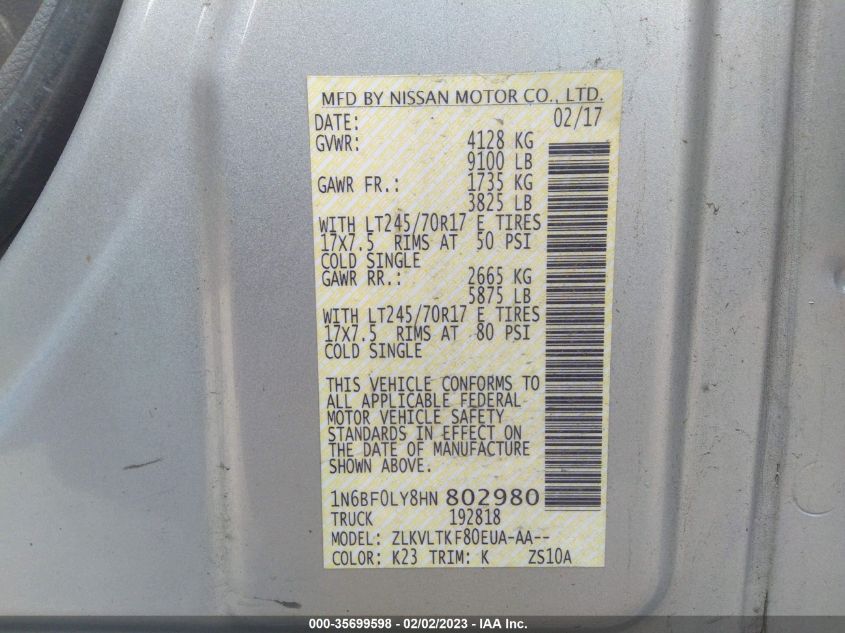 MFD BY NISSAN MOTOR CO., LTD.
DATE: 02/17
GVWR: 4128 KG
9100 LB
GAWR FR.: 1735 KG
3825 LB
WITH LT245/70R17 E TIRES
17X7.5 RIMS AT 50 PSI
COLD SINGLE
GAWR RR.: 2665 KG
5875 LB
WITH LT245/70R17 E TIRES
17X7.5 RIMS AT 80 PSI
COLD SINGLE
THIS VEHICLE CONFORMS TO
ALL APPLICABLE FEDERAL
MOTOR VEHICLE SAFETY
STANDARDS IN EFFECT ON
THE DATE OF MANUFACTURE
SHOWN ABOVE.
1N6BF0LY8HN 802980
TRUCK 192818
MODEL: ZLKVLTKF80EUA-AA--
COLOR: K23 TRIM: K ZS10A
000-35699598 - 02/02/2023 - IAA Inc.